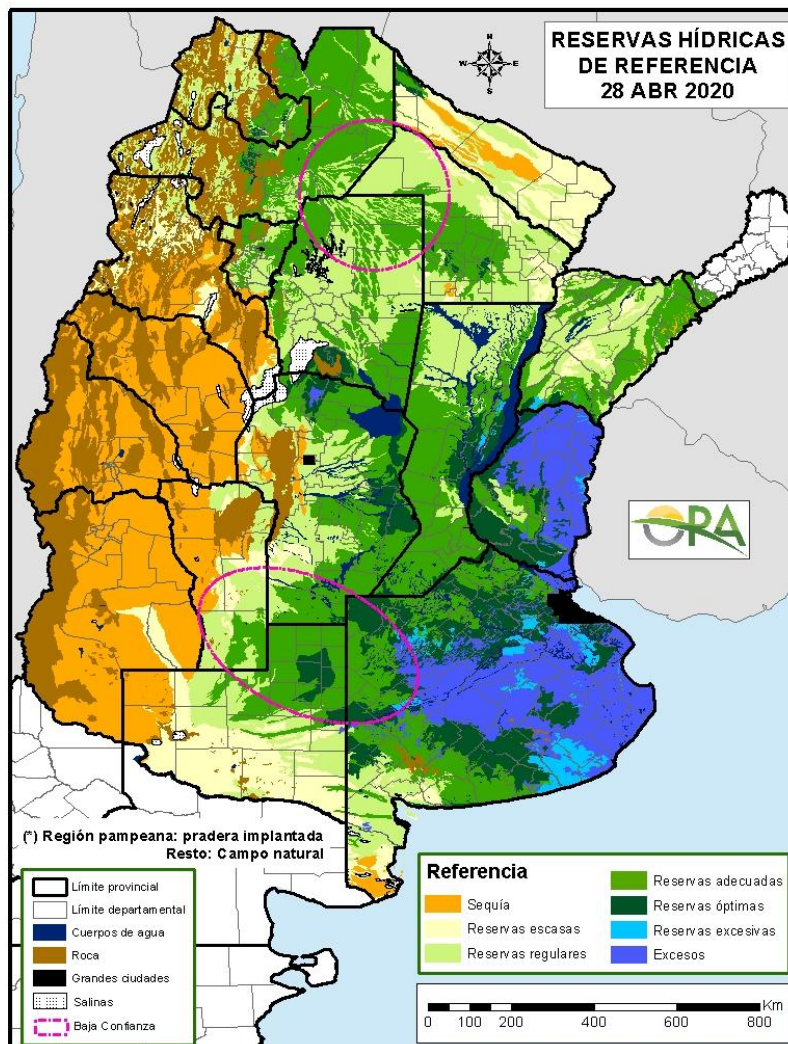 RESERVAS HÍDRICAS
DE REFERENCIA
28 ABR 2020
N
W
E
S
ORA
(*) Región pampeana: pradera implantada
Resto: Campo natural
Límite provincial
Límite departamental
Cuerpos de agua
Roca
Grandes ciudades
Salinas
Baja Confianza
Referencia
Sequía
Reservas escasas
Reservas regulares
Reservas adecuadas
Reservas óptimas
Reservas excesivas
Excesos
Km
0 100 200 400 600 800